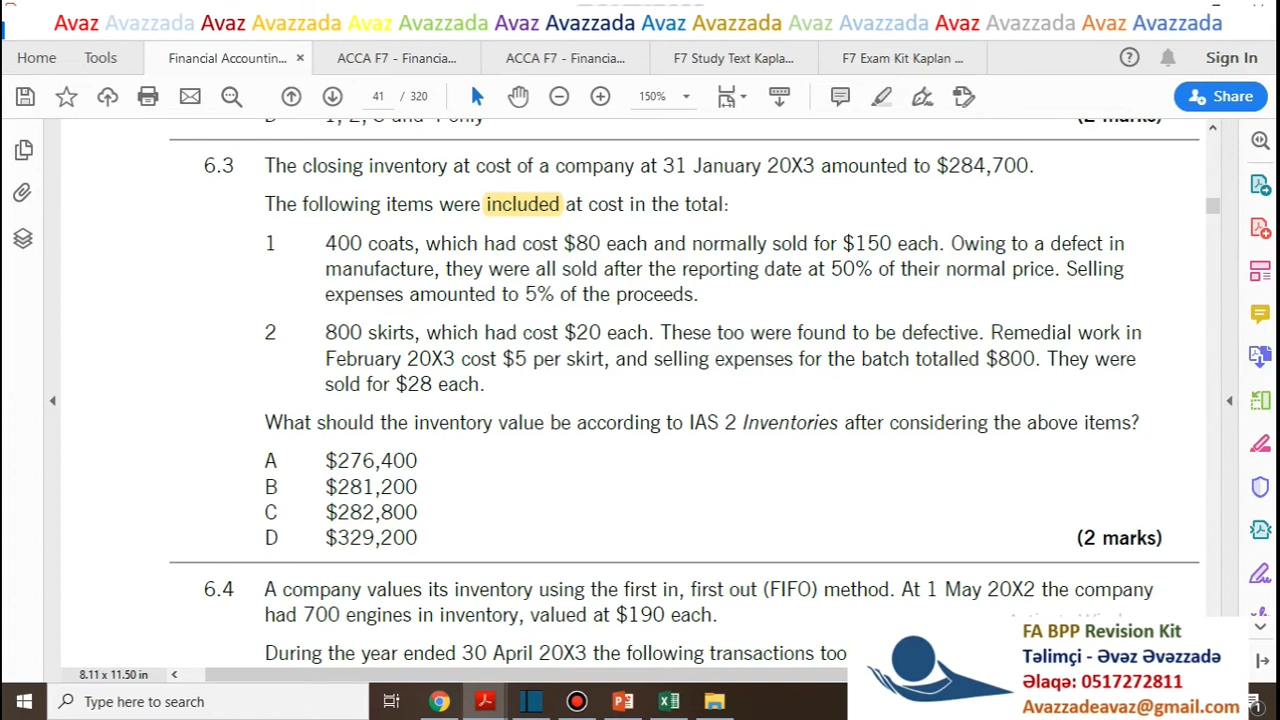 Avaz Avazzada Avaz Avazzada Avaz Avazzada Avaz Avazzada Avaz Avazzada Avaz Avazzada Avaz Avazzada Avaz Avazzada
Home Tools Financial Accountin... × ACCA F7 - Financia... ACCA F7 - Financia... F7 Study Text Kapla... F7 Exam Kit Kaplan ... Sign In
41 / 320 150% Share
(2 marks)
6.3 The closing inventory at cost of a company at 31 January 20X3 amounted to $284,700.
The following items were included at cost in the total:
1 400 coats, which had cost $80 each and normally sold for $150 each. Owing to a defect in
manufacture, they were all sold after the reporting date at 50% of their normal price. Selling
expenses amounted to 5% of the proceeds.
2 800 skirts, which had cost $20 each. These too were found to be defective. Remedial work in
February 20X3 cost $5 per skirt, and selling expenses for the batch totalled $800. They were
sold for $28 each.
What should the inventory value be according to IAS 2 Inventories after considering the above items?
A $276,400
B $281,200
C $282,800
D $329,200 (2 marks)
6.4 A company values its inventory using the first in, first out (FIFO) method. At 1 May 20X2 the company
had 700 engines in inventory, valued at $190 each.
During the year ended 30 April 20X3 the following transactions too
FA BPP Revision Kit
Təlimçi - Əvəz Əvəzzadə
Əlaqə: 0517272811
Avazzadeavaz@gmail.com
8.11 x 11.50 in
Type here to search